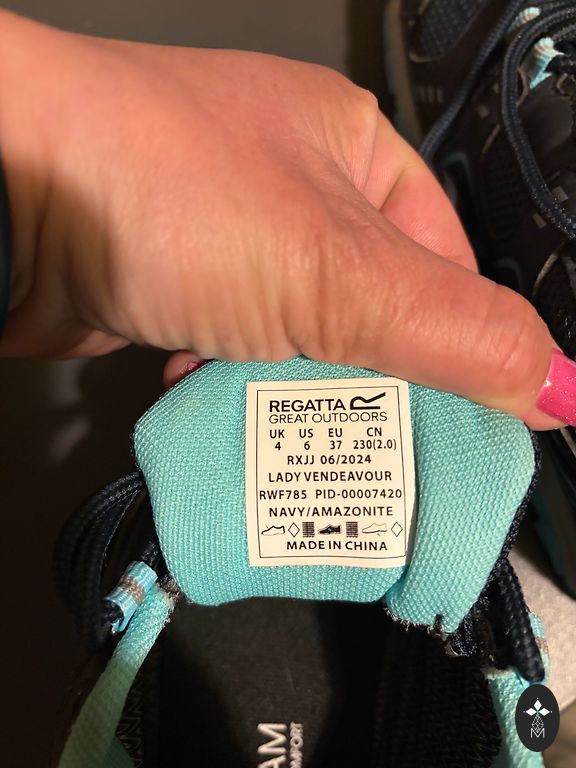 REGATTA
GREAT OUTDOORS
UK US EU CN
4 6 37 230(2.0)
RXJJ 06/2024
LADY VENDEAVOUR
RWF785 PID-00007420
NAVY/AMAZONITE
MADE IN CHINA